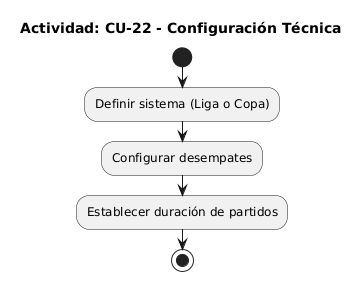 Actividad: CU-22 - Configuración Técnica
Definir sistema (Liga o Copa)
Configurar desempates
Establecer duración de partidos